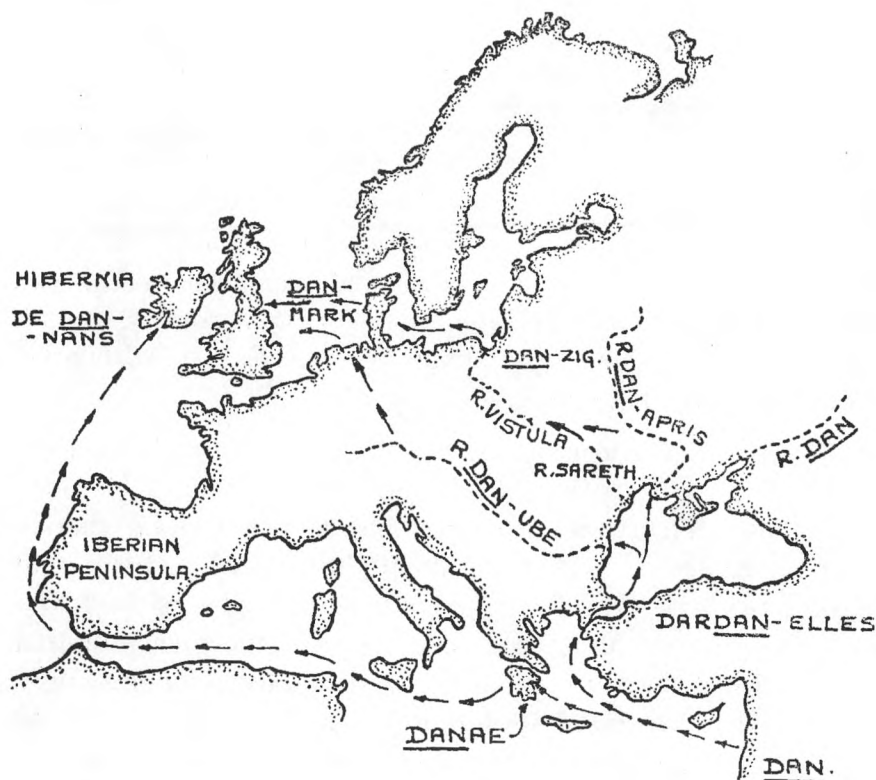 HIBERNIA
DE DAN-
-NANS
DAN-
MARK
DAN-ZIG.
R.DAN-APRIS
R.VISTULA
R.SARETH
R.DAN
R.DAN-UBE
IBERIAN
PENINSULA
DARDAN-ELLES
DANAE
DAN.